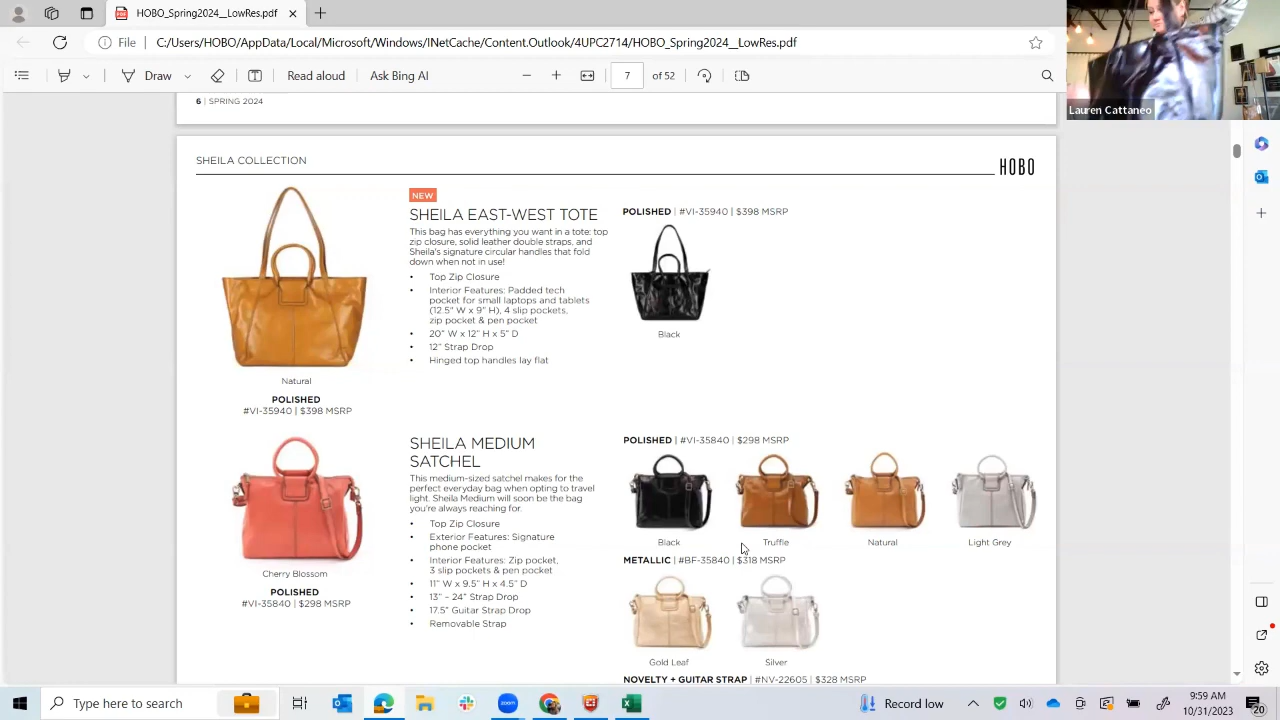 HOBO_Spring2024__LowRes.pdf
File
C:/Users/HOBO/AppData/Local/Microsoft/Windows/INetCache/Content.Outlook/4UPC2714/HOBO_Spring2024__LowRes.pdf
Draw
Read aloud
Ask Bing AI
7
of 52
Lauren Cattaneo
6 | SPRING 2024
SHEILA COLLECTION
HOBO
NEW
SHEILA EAST-WEST TOTE
This bag has everything you want in a tote: top
zip closure, solid leather double straps, and
Sheila's signature circular handles that fold
down when not in use!
• Top Zip Closure
• Interior Features: Padded tech
pocket for small laptops and tablets
(12.5" W x 9" H), 4 slip pockets,
zip pocket & pen pocket
• 20" W x 12" H x 5" D
• 12" Strap Drop
• Hinged top handles lay flat
Natural
POLISHED
#VI-35940 | $398 MSRP
POLISHED | #VI-35940 | $398 MSRP
Black
SHEILA MEDIUM
SATCHEL
This medium-sized satchel makes for the
perfect everyday bag when opting to travel
light. Sheila Medium will soon be the bag
you're always reaching for.
• Top Zip Closure
• Exterior Features: Signature
phone pocket
• Interior Features: Zip pocket,
3 slip pockets & pen pocket
• 11" W x 9.5" H x 4.5" D
• 13" – 24" Strap Drop
• 17.5" Guitar Strap Drop
• Removable Strap
Cherry Blossom
POLISHED
#VI-35840 | $298 MSRP
POLISHED | #VI-35840 | $298 MSRP
Black
Truffle
Natural
Light Grey
METALLIC | #BF-35840 | $318 MSRP
Gold Leaf
Silver
NOVELTY + GUITAR STRAP | #NV-22605 | $328 MSRP
Type here to search
zoom
Record low
9:59 AM
10/31/2023
20